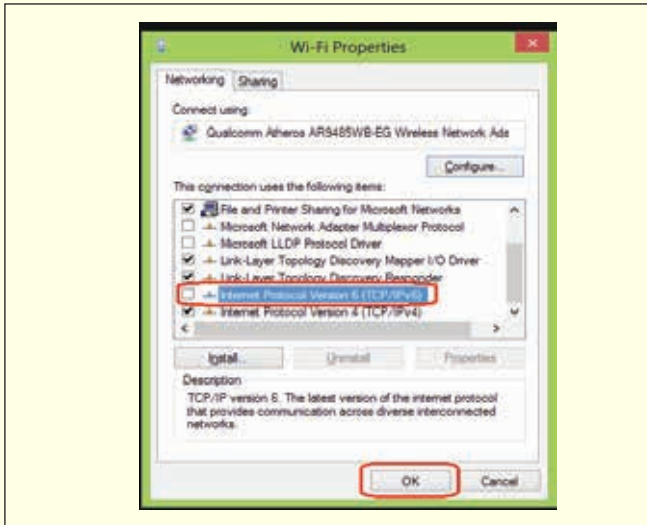 Wi-Fi Properties
Networking
Sharing
Connect using:
Qualcomm Atheros AR9485WB-EG Wireless Network Ada
Configure...
This connection uses the following items:
File and Printer Sharing for Microsoft Networks
Microsoft Network Adapter Multiplexor Protocol
Microsoft LLDP Protocol Driver
Link-Layer Topology Discovery Mapper I/O Driver
Link-Layer Topology Discovery Responder
Internet Protocol Version 6 (TCP/IPv6)
Internet Protocol Version 4 (TCP/IPv4)
Install...
Uninstall
Properties
Description
TCP/IP version 6. The latest version of the internet protocol
that provides communication across diverse interconnected
networks.
OK
Cancel